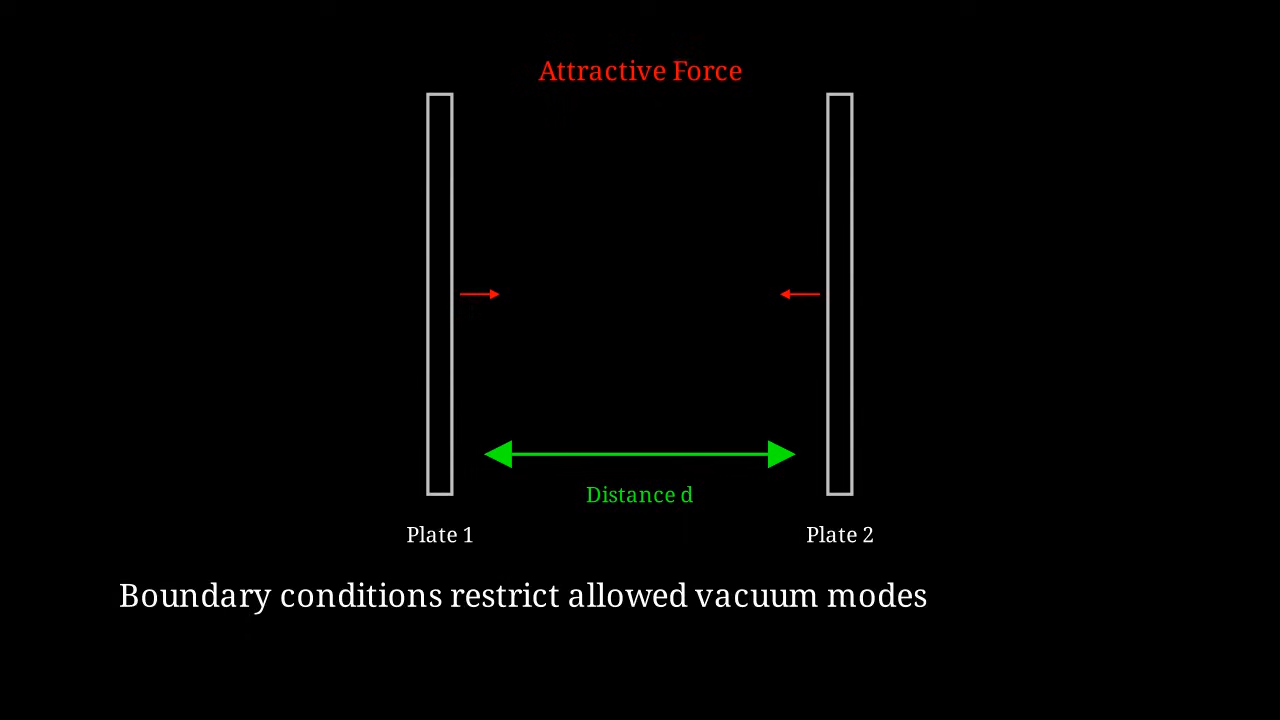 Attractive Force
Distance d
Plate 1
Plate 2
Boundary conditions restrict allowed vacuum modes